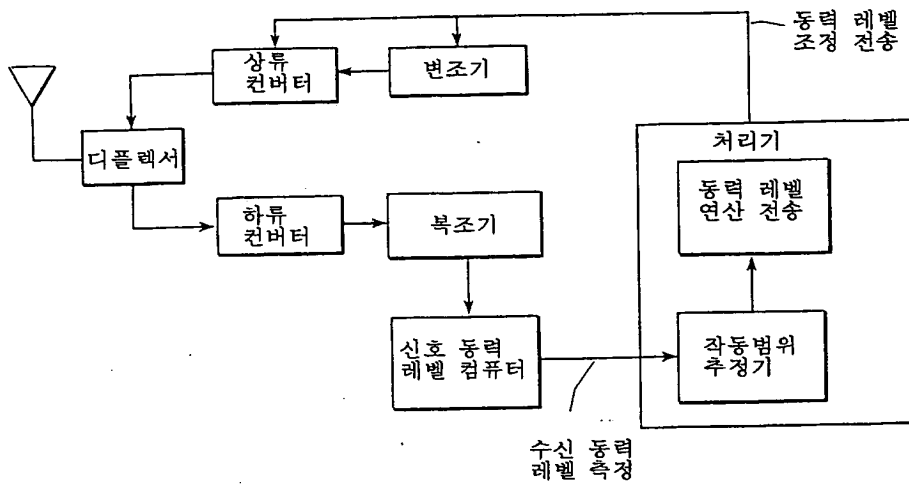 동력 레벨
조정 전송
상류
컨버터
변조기
디플렉서
처리기
동력 레벨
연산 전송
하류
컨버터
복조기
신호 동력
레벨 컴퓨터
작동범위
추정기
수신 동력
레벨 측정